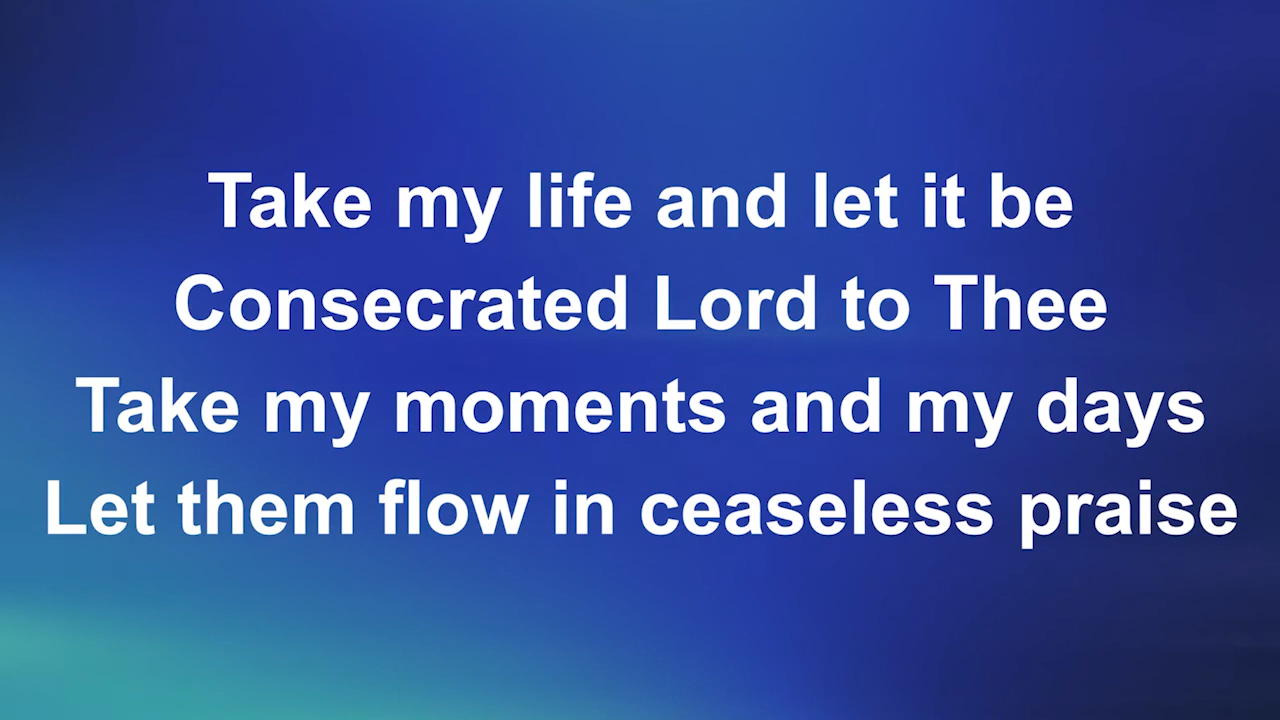 Take my life and let it be
Consecrated Lord to Thee
Take my moments and my days
Let them flow in ceaseless praise